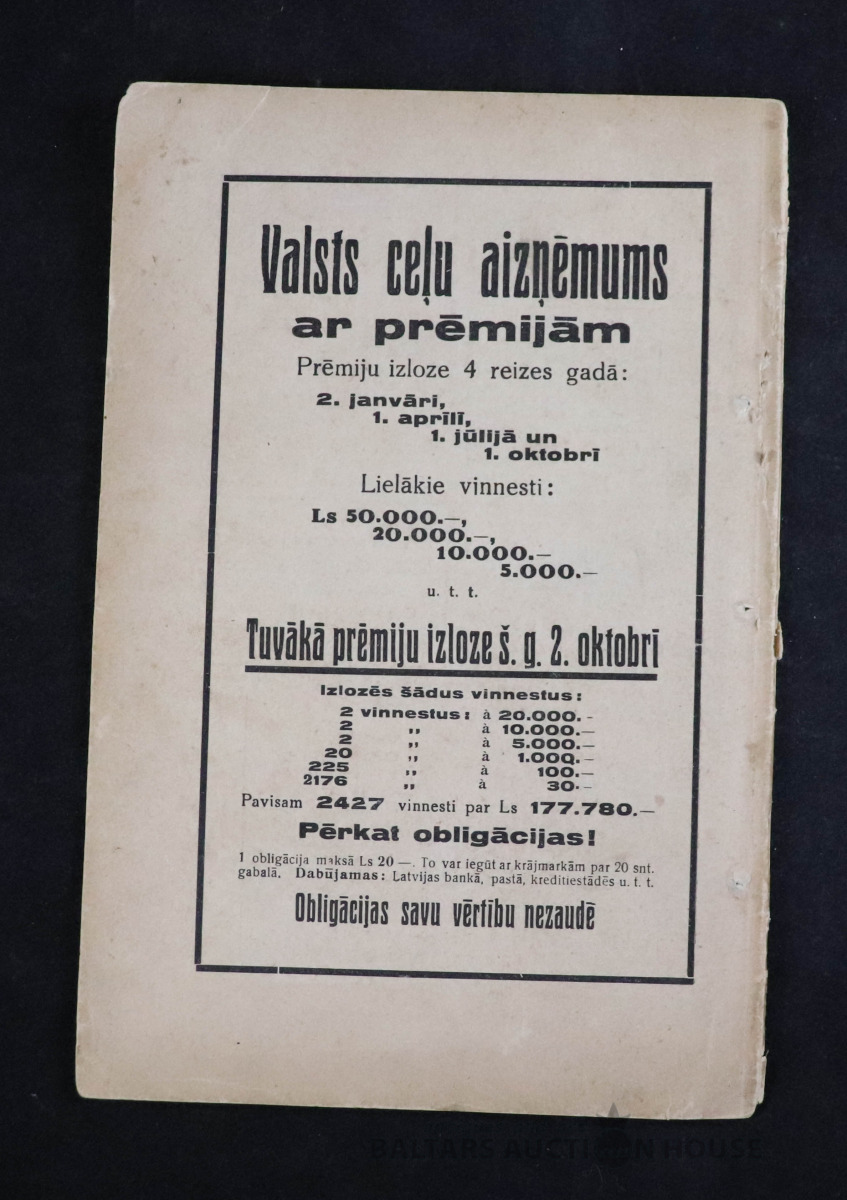 Valsts ceļu aizņēmums
ar prēmijām
Prēmiju izloze 4 reizes gadā:
2. janvāri,
1. aprīlī,
1. jūlijā un
1. oktobrī
Lielākie vinnesti:
Ls 50.000.—,
20.000.—,
10.000.—
5.000.—
u. t. t.
Tuvākā prēmiju izloze š. g. 2. oktobrī
Izlozēs šādus vinnestus:
2 vinnestus: à 20.000.-
2 „ à 10.000.—
2 „ à 5.000.—
20 „ à 1.000.—
225 „ à 100.—
2176 „ à 30.-
Pavisam 2427 vinnesti par Ls 177.780.—
Pērkat obligācijas!
1 obligācija maksā Ls 20 —. To var iegūt ar krājmarkām par 20 snt.
gabalā. Dabūjamas: Latvijas bankā, pastā, kreditiestādēs u. t. t.
Obligācijas savu vērtību nezaudē
BALTARS AUCTION HOUSE